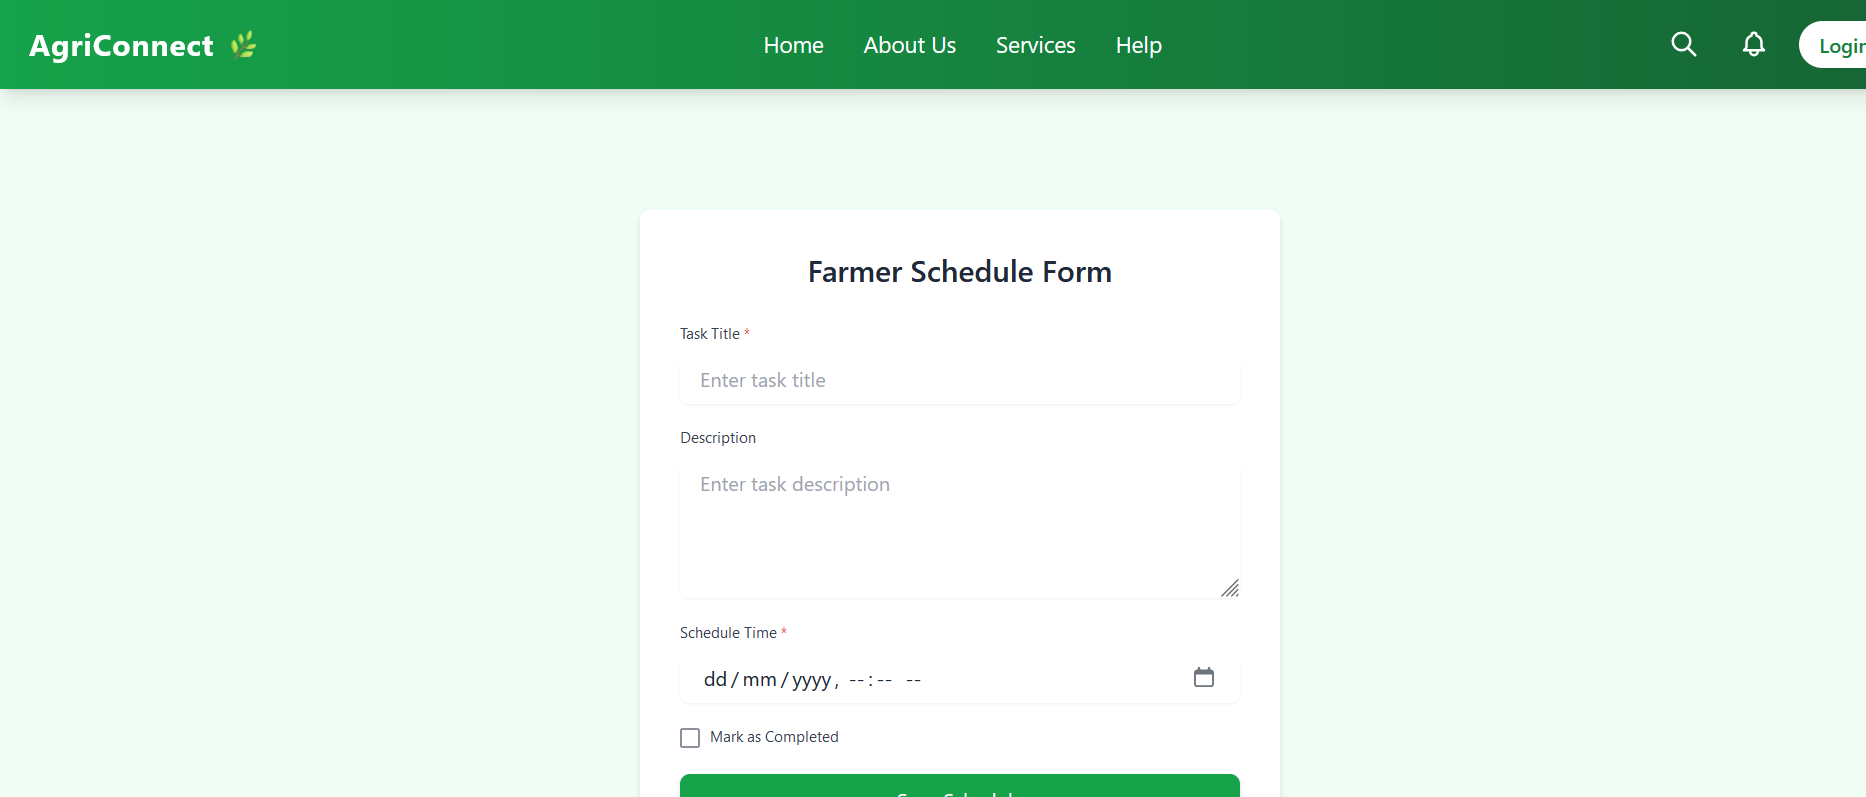 AgriConnect 🌿
Home About Us Services Help
Login
Farmer Schedule Form
Task Title *
Enter task title
Description
Enter task description
Schedule Time *
dd/mm/yyyy, --:-- --
Mark as Completed